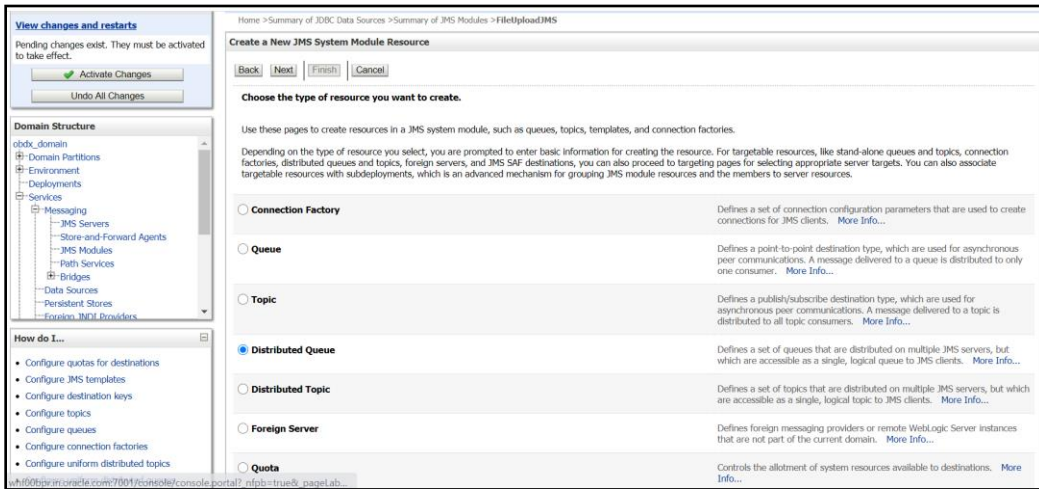 View changes and restarts
Pending changes exist. They must be activated
to take effect.
Activate Changes
Undo All Changes
Domain Structure
obdx_domain
Domain Partitions
Environment
Deployments
Services
Messaging
JMS Servers
Store-and-Forward Agents
JMS Modules
Path Services
Bridges
Data Sources
Persistent Stores
Foreign JNDI Providers
How do I...
Configure quotas for destinations
Configure JMS templates
Configure destination keys
Configure topics
Configure queues
Configure connection factories
Configure uniform distributed topics
Home >Summary of JDBC Data Sources >Summary of JMS Modules >FileUploadJMS
Create a New JMS System Module Resource
Back Next Finish Cancel
Choose the type of resource you want to create.
Use these pages to create resources in a JMS system module, such as queues, topics, templates, and connection factories.
Depending on the type of resource you select, you are prompted to enter basic information for creating the resource. For targetable resources, like stand-alone queues and topics, connection
factories, distributed queues and topics, foreign servers, and JMS SAF destinations, you can also proceed to targeting pages for selecting appropriate server targets. You can also associate
targetable resources with subdeployments, which is an advanced mechanism for grouping JMS module resources and the members to server resources.
Connection Factory
Defines a set of connection configuration parameters that are used to create
connections for JMS clients. More Info...
Queue
Defines a point-to-point destination type, which are used for asynchronous
peer communications. A message delivered to a queue is distributed to only
one consumer. More Info...
Topic
Defines a publish/subscribe destination type, which are used for
asynchronous peer communications. A message delivered to a topic is
distributed to all topic consumers. More Info...
Distributed Queue
Defines a set of queues that are distributed on multiple JMS servers, but
which are accessible as a single, logical queue to JMS clients. More Info...
Distributed Topic
Defines a set of topics that are distributed on multiple JMS servers, but which
are accessible as a single, logical topic to JMS clients. More Info...
Foreign Server
Defines foreign messaging providers or remote WebLogic Server instances
that are not part of the current domain. More Info...
Quota
Controls the allotment of system resources available to destinations. More
Info...